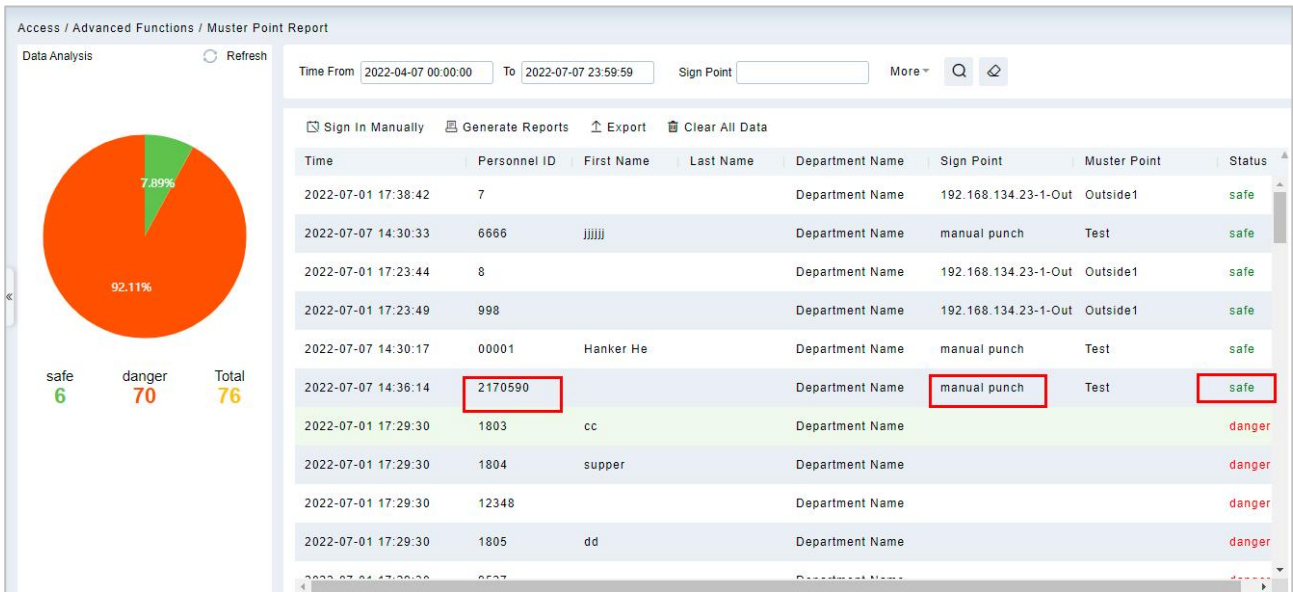 Access / Advanced Functions / Muster Point Report
Data Analysis Refresh
Time From 2022-04-07 00:00:00 To 2022-07-07 23:59:59 Sign Point More
Sign In Manually Generate Reports Export Clear All Data
Time Personnel ID First Name Last Name Department Name Sign Point Muster Point Status
2022-07-01 17:38:42 7 Department Name 192.168.134.23-1-Out Outside1 safe
2022-07-07 14:30:33 6666 jjjjjj Department Name manual punch Test safe
2022-07-01 17:23:44 8 Department Name 192.168.134.23-1-Out Outside1 safe
2022-07-01 17:23:49 998 Department Name 192.168.134.23-1-Out Outside1 safe
2022-07-07 14:30:17 00001 Hanker He Department Name manual punch Test safe
2022-07-07 14:36:14 2170590 Department Name manual punch Test safe
2022-07-01 17:29:30 1803 cc Department Name danger
2022-07-01 17:29:30 1804 supper Department Name danger
2022-07-01 17:29:30 12348 Department Name danger
2022-07-01 17:29:30 1805 dd Department Name danger
7.89%
92.11%
safe danger Total
6 70 76